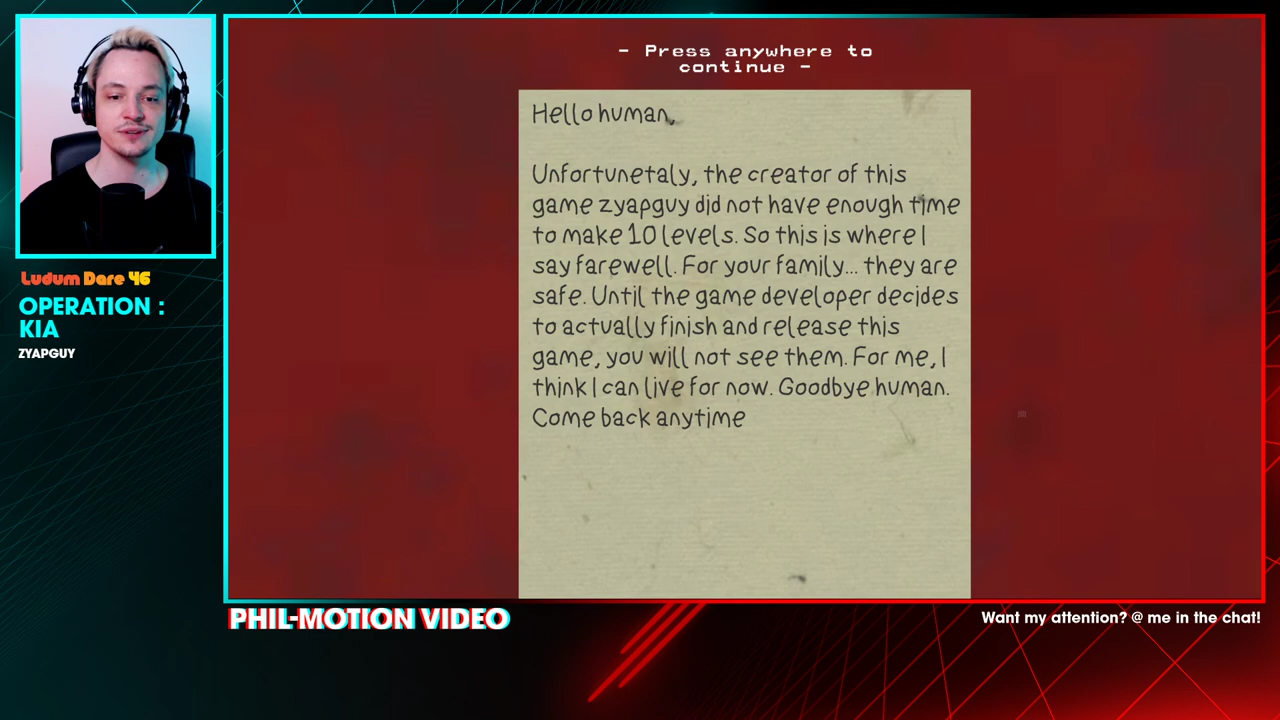 - Press anywhere to
continue -
Hello human,
Unfortunetaly, the creator of this
game zyapguy did not have enough time
to make 10 levels. So this is where I
say farewell. For your family... they are
safe. Until the game developer decides
to actually finish and release this
game, you will not see them. For me, I
think I can live for now. Goodbye human.
Come back anytime
Ludum Dare 46
OPERATION :
KIA
ZYAPGUY
PHIL-MOTION VIDEO
Want my attention? @ me in the chat!